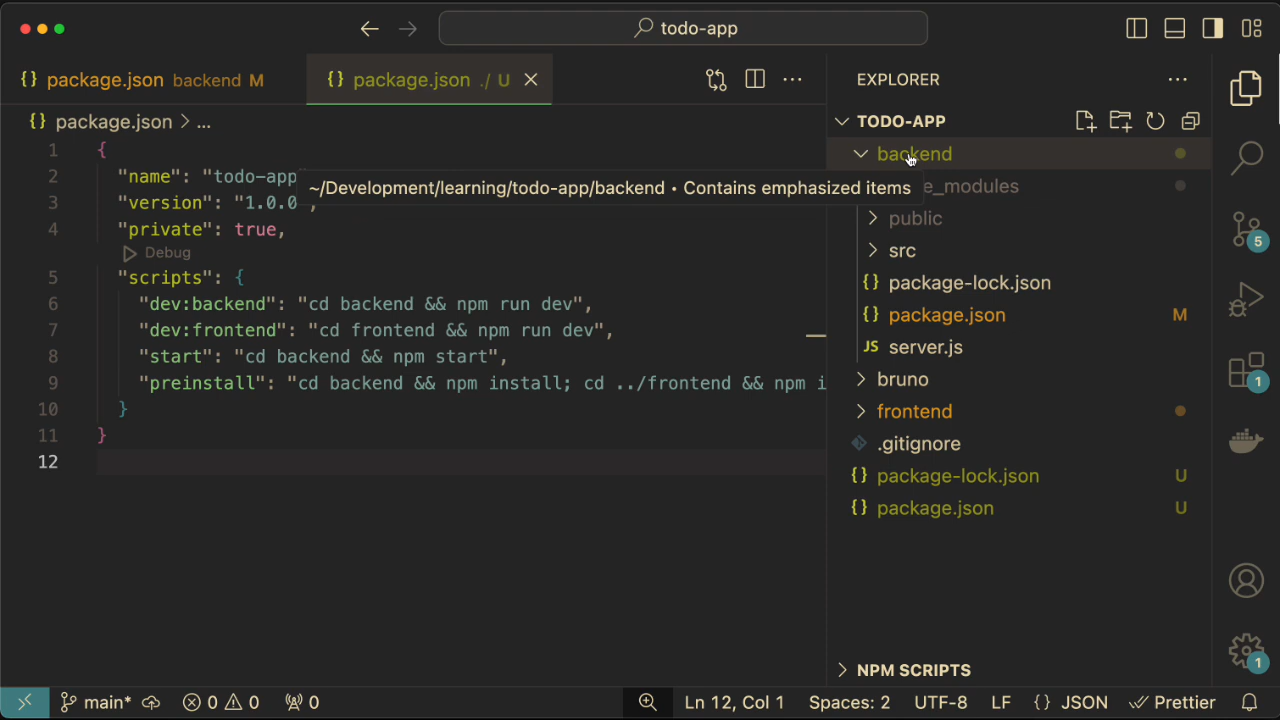 todo-app
{} package.json backend M
{} package.json ./ U
EXPLORER
{} package.json > ...
TODO-APP
1 {
2 "name": "todo-app
3 "version": "1.0.0",
4 "private": true,
Debug
5 "scripts": {
6 "dev:backend": "cd backend && npm run dev",
7 "dev:frontend": "cd frontend && npm run dev",
8 "start": "cd backend && npm start",
9 "preinstall": "cd backend && npm install; cd ../frontend && npm i
10 }
11 }
12
~/Development/learning/todo-app/backend • Contains emphasized items
backend
e_modules
public
src
{} package-lock.json
{} package.json M
JS server.js
bruno
frontend
.gitignore
{} package-lock.json U
{} package.json U
NPM SCRIPTS
5
1
1
main* 0 0 0
Ln 12, Col 1 Spaces: 2 UTF-8 LF {} JSON Prettier